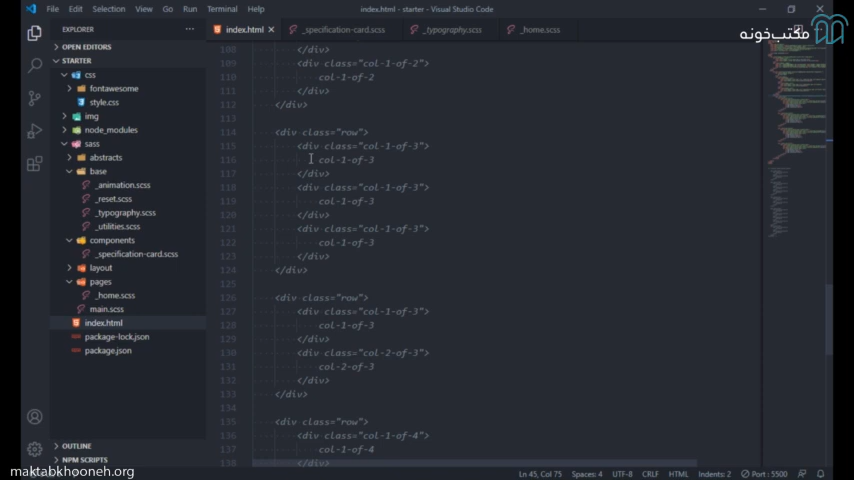 File Edit Selection View Go Run Terminal Help
index.html - starter - Visual Studio Code
مکتب‌خونه
EXPLORER
index.html _specification-card.scss _typography.scss _home.scss
OPEN EDITORS
STARTER
css
fontawesome
style.css
img
node_modules
sass
abstracts
base
_animation.scss
_reset.scss
_typography.scss
_utilities.scss
components
_specification-card.scss
layout
pages
_home.scss
main.scss
index.html
package-lock.json
package.json
OUTLINE
NPM SCRIPTS
108 </div>
109 <div class="col-1-of-2">
110 col-1-of-2
111 </div>
112 </div>
113
114 <div class="row">
115 <div class="col-1-of-3">
116 col-1-of-3
117 </div>
118 <div class="col-1-of-3">
119 col-1-of-3
120 </div>
121 <div class="col-1-of-3">
122 col-1-of-3
123 </div>
124 </div>
125
126 <div class="row">
127 <div class="col-1-of-3">
128 col-1-of-3
129 </div>
130 <div class="col-2-of-3">
131 col-2-of-3
132 </div>
133 </div>
134
135 <div class="row">
136 <div class="col-1-of-4">
137 col-1-of-4
138 </div>
maktabkhooneh.org
Ln 45, Col 75 Spaces: 4 UTF-8 CRLF HTML Indents: 2 Port : 5500